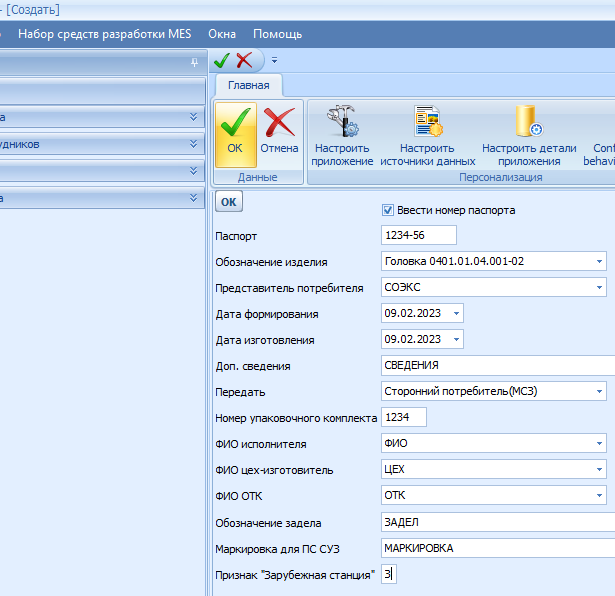 - [Создать]
Набор средств разработки MES Окна Помощь
Главная
ОК Отмена
Данные
Настроить приложение
Настроить источники данных
Настроить детали приложения
Conf
behavi
Персонализация
а
удников
а
ОК
Ввести номер паспорта
Паспорт 1234-56
Обозначение изделия Головка 0401.01.04.001-02
Представитель потребителя СОЭКС
Дата формирования 09.02.2023
Дата изготовления 09.02.2023
Доп. сведения СВЕДЕНИЯ
Передать Сторонний потребитель(МСЗ)
Номер упаковочного комплекта 1234
ФИО исполнителя ФИО
ФИО цех-изготовитель ЦЕХ
ФИО ОТК ОТК
Обозначение задела ЗАДЕЛ
Маркировка для ПС СУЗ МАРКИРОВКА
Признак "Зарубежная станция" З